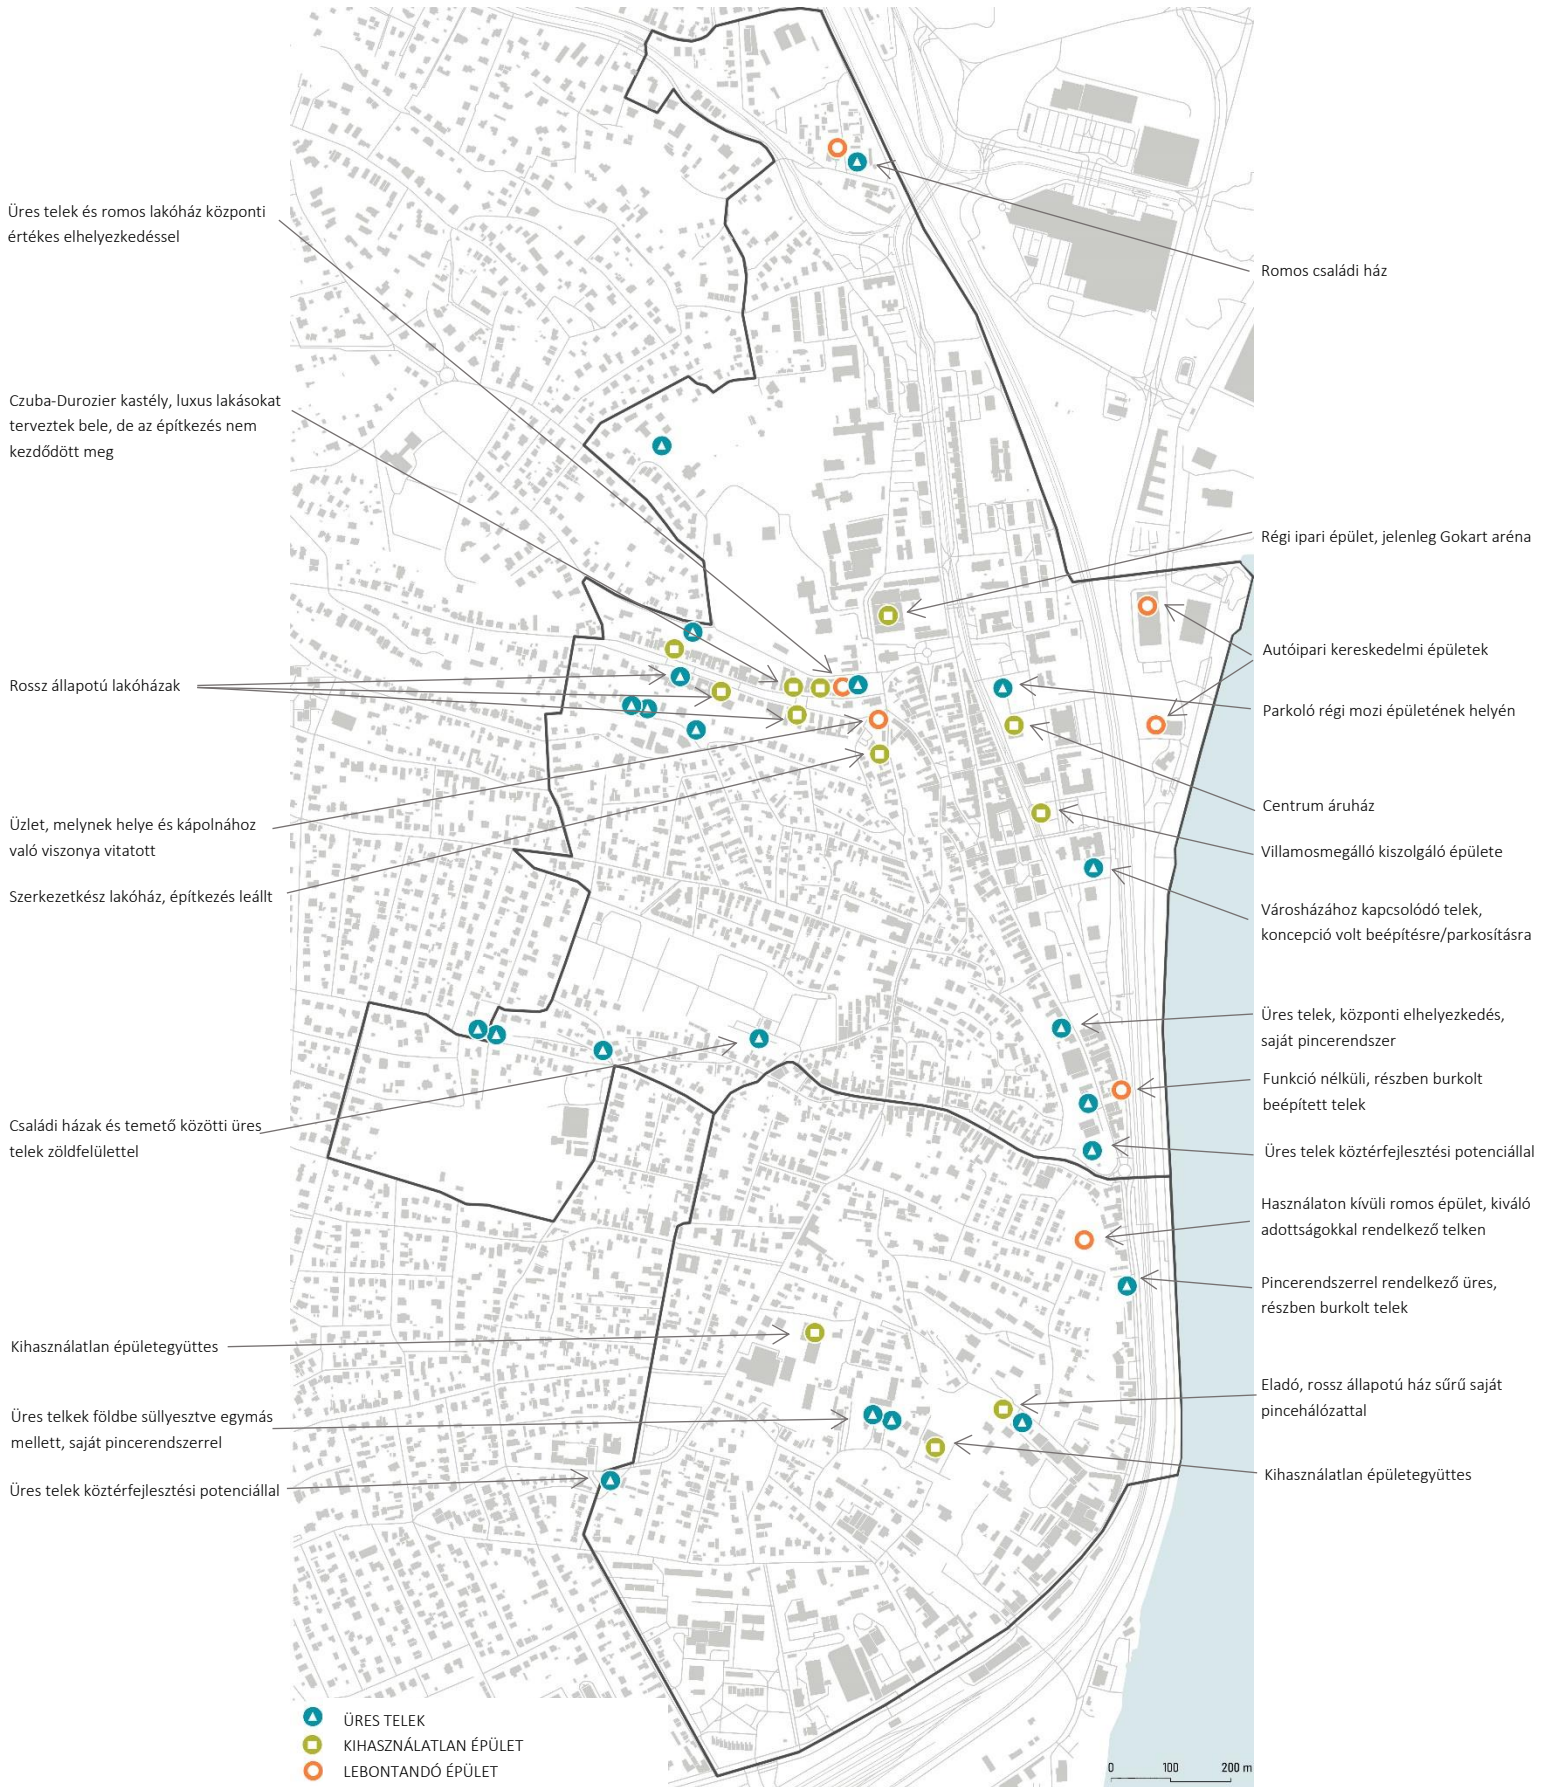 Üres telek és romos lakóház központi
értékes elhelyezkedéssel
Czuba-Durozier kastély, luxus lakásokat
terveztek bele, de az építkezés nem
kezdődött meg
Rossz állapotú lakóházak
Üzlet, melynek helye és kápolnához
való viszonya vitatott
Szerkezetkész lakóház, építkezés leállt
Családi házak és temető közötti üres
telek zöldfelülettel
Kihasználatlan épületegyüttes
Üres telkek földbe süllyesztve egymás
mellett, saját pincerendszerrel
Üres telek köztérfejlesztési potenciállal
Romos családi ház
Régi ipari épület, jelenleg Gokart aréna
Autóipari kereskedelmi épületek
Parkoló régi mozi épületének helyén
Centrum áruház
Villamosmegálló kiszolgáló épülete
Városházához kapcsolódó telek,
koncepció volt beépítésre/parkosításra
Üres telek, központi elhelyezkedés,
saját pincerendszer
Funkció nélküli, részben burkolt
beépített telek
Üres telek köztérfejlesztési potenciállal
Használaton kívüli romos épület, kiváló
adottságokkal rendelkező telken
Pincerendszerrel rendelkező üres,
részben burkolt telek
Eladó, rossz állapotú ház sűrű saját
pincehálózattal
Kihasználatlan épületegyüttes
ÜRES TELEK
KIHASZNÁLATLAN ÉPÜLET
LEBONTANDÓ ÉPÜLET
0 100 200 m